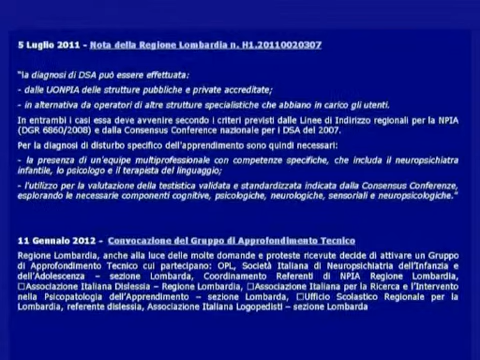 5 Luglio 2011 - Nota della Regione Lombardia n. H1.20110020307
"la diagnosi di DSA può essere effettuata:
- dalle UONPIA delle strutture pubbliche e private accreditate;
- in alternativa da operatori di altre strutture specialistiche che abbiano in carico gli utenti.
In entrambi i casi essa deve avvenire secondo i criteri previsti dalle Linee di Indirizzo regionali per la NPIA
(DGR 6860/2008) e dalla Consensus Conference nazionale per i DSA del 2007.
Per la diagnosi di disturbo specifico dell'apprendimento sono quindi necessari:
- la presenza di un'equipe multiprofessionale con competenze specifiche, che includa il neuropsichiatra
infantile, lo psicologo e il terapista del linguaggio;
- l'utilizzo per la valutazione della testistica validata e standardizzata indicata dalla Consensus Conferenze,
esplorando le necessarie componenti cognitive, psicologiche, neurologiche, sensoriali e neuropsicologiche."
11 Gennaio 2012 - Convocazione del Gruppo di Approfondimento Tecnico
Regione Lombardia, anche alla luce delle molte domande e proteste ricevute decide di attivare un Gruppo
di Approfondimento Tecnico cui partecipano: OPL, Società Italiana di Neuropsichiatria dell'Infanzia e
dell'Adolescenza – sezione Lombardia, Coordinamento Referenti di NPIA Regione Lombardia,
□Associazione Italiana Dislessia – Regione Lombardia, □Associazione Italiana per la Ricerca e l'Intervento
nella Psicopatologia dell'Apprendimento – sezione Lombarda, □Ufficio Scolastico Regionale per la
Lombardia, referente dislessia, Associazione Italiana Logopedisti – sezione Lombarda